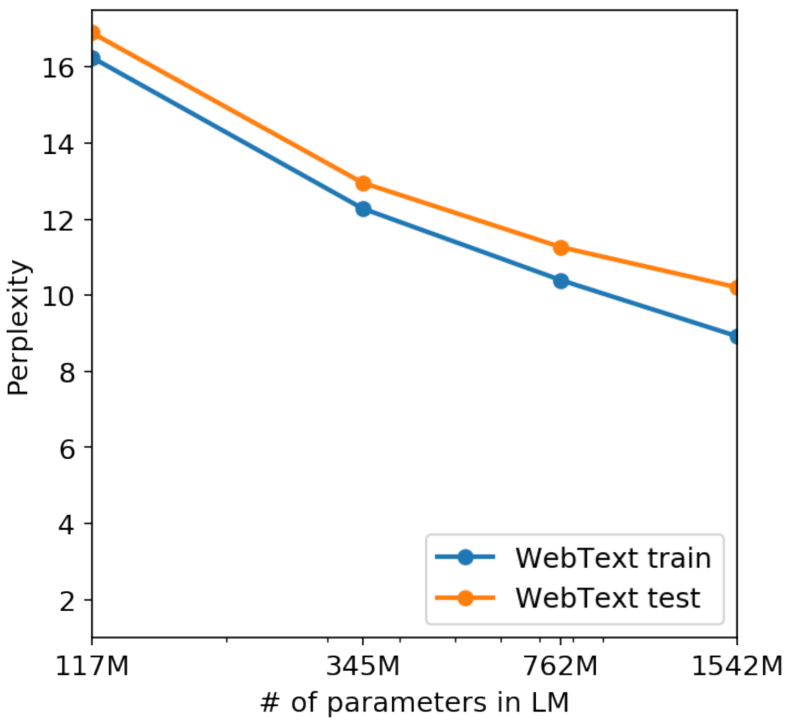 Perplexity
16
14
12
10
8
6
4
2
WebText train
WebText test
117M 345M 762M 1542M
# of parameters in LM